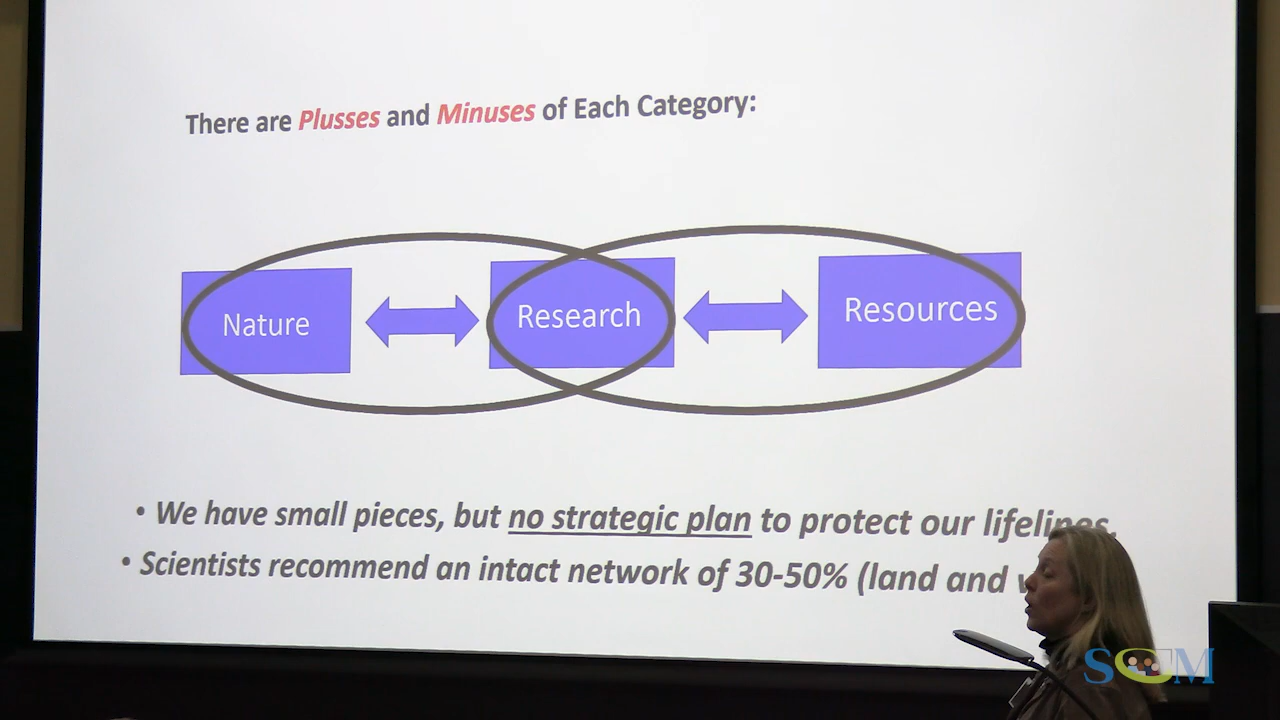 There are Plusses and Minuses of Each Category:
Nature
Research
Resources
• We have small pieces, but no strategic plan to protect our lifelines.
• Scientists recommend an intact network of 30-50% (land and